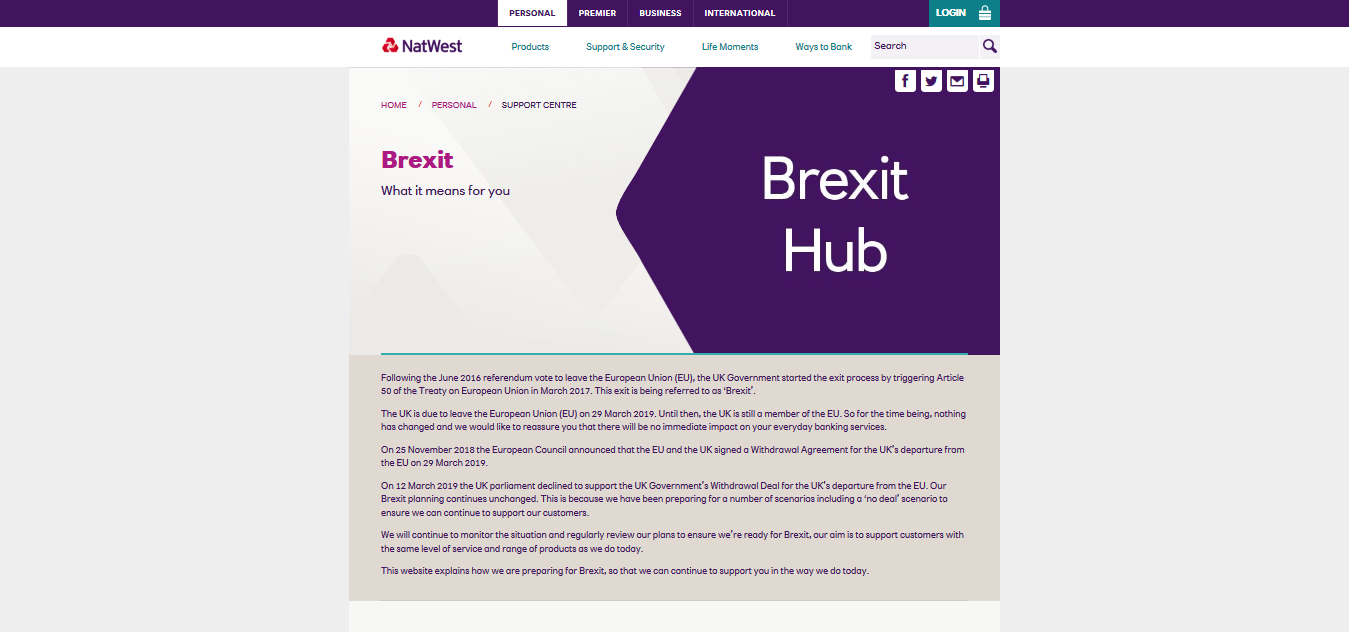 PERSONAL PREMIER BUSINESS INTERNATIONAL LOGIN
NatWest Products Support & Security Life Moments Ways to Bank Search
HOME / PERSONAL / SUPPORT CENTRE
Brexit
What it means for you
Brexit
Hub
Following the June 2016 referendum vote to leave the European Union (EU), the UK Government started the exit process by triggering Article
50 of the Treaty on European Union in March 2017. This exit is being referred to as ‘Brexit’.
The UK is due to leave the European Union (EU) on 29 March 2019. Until then, the UK is still a member of the EU. So for the time being, nothing
has changed and we would like to reassure you that there will be no immediate impact on your everyday banking services.
On 25 November 2018 the European Council announced that the EU and the UK signed a Withdrawal Agreement for the UK’s departure from
the EU on 29 March 2019.
On 12 March 2019 the UK parliament declined to support the UK Government’s Withdrawal Deal for the UK’s departure from the EU. Our
Brexit planning continues unchanged. This is because we have been preparing for a number of scenarios including a ‘no deal’ scenario to
ensure we can continue to support our customers.
We will continue to monitor the situation and regularly review our plans to ensure we’re ready for Brexit, our aim is to support customers with
the same level of service and range of products as we do today.
This website explains how we are preparing for Brexit, so that we can continue to support you in the way we do today.